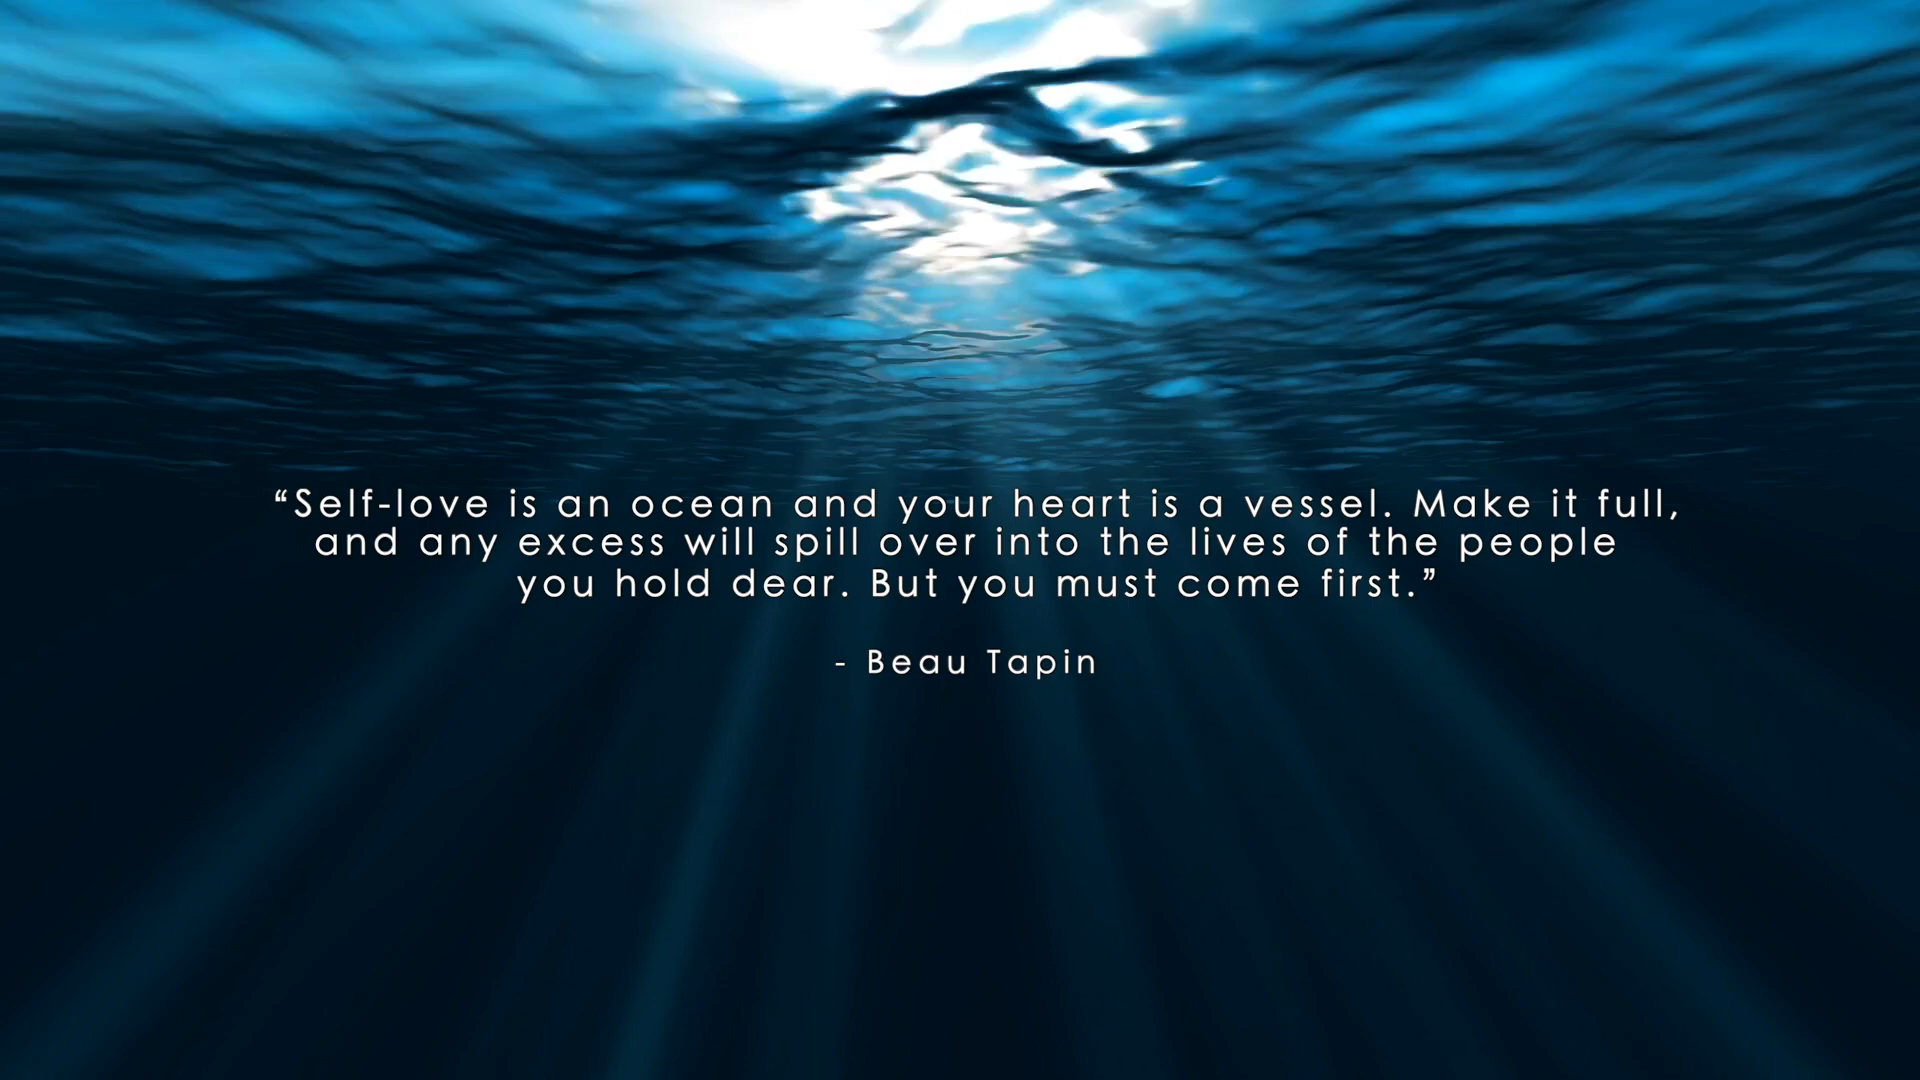 “Self-love is an ocean and your heart is a vessel. Make it full,
and any excess will spill over into the lives of the people
you hold dear. But you must come first.”
- Beau Tapin